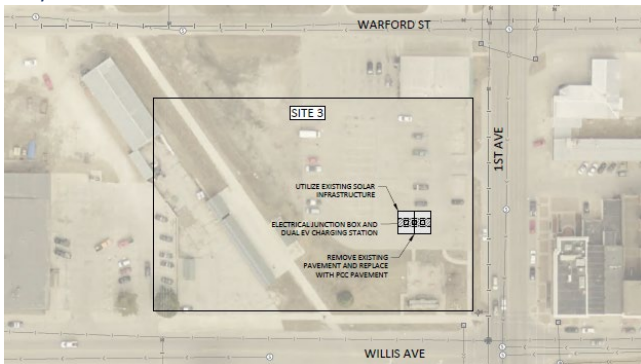 WARFORD ST
SITE 3
1ST AVE
UTILIZE EXISTING SOLAR
INFRASTRUCTURE
ELECTRICAL JUNCTION BOX AND
DUAL EV CHARGING STATION
REMOVE EXISTING
PAVEMENT AND REPLACE
WITH PCC PAVEMENT
WILLIS AVE